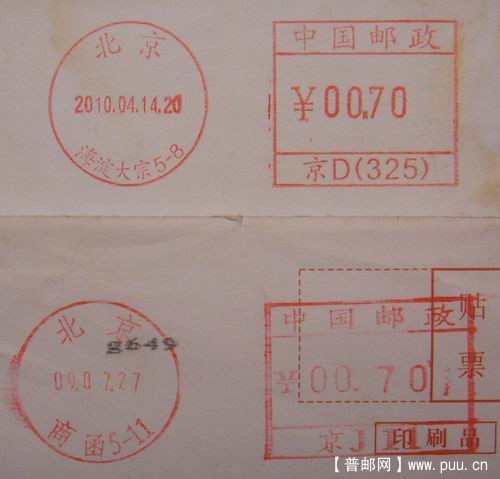 北京
2010.04.14.20
海淀大宗5-8
中国邮政
¥00.70
京D(325)
北京
8649
09.07.27
商函5-11
中国邮政
¥00.70
京J
贴票
印刷品
【普邮网】www.puu.cn